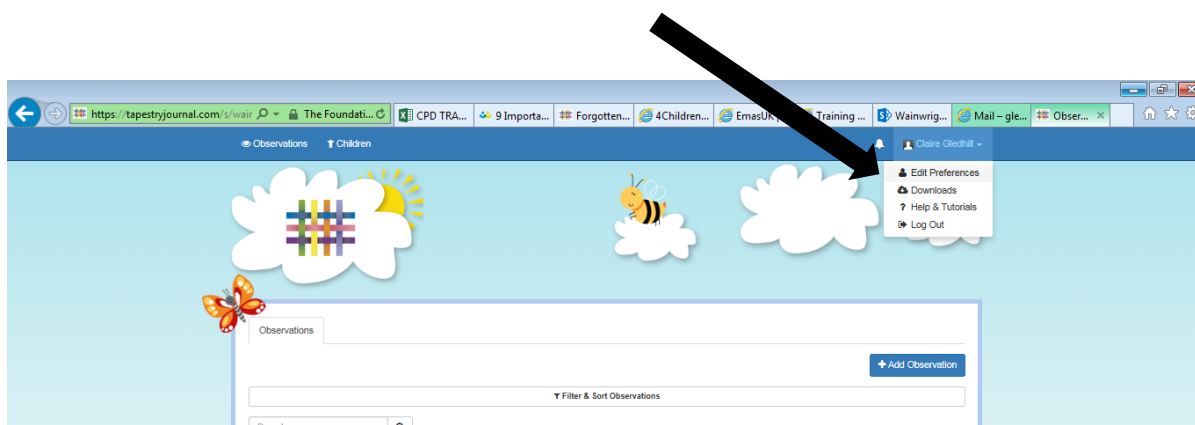 https://tapestryjournal.com/s/wair The Foundati... CPD TRA... 9 Importa... Forgotten... 4Children... EmasUK Training ... Wainwrig... Mail – gle... Obser...
Observations Children Claire Gledhill
Edit Preferences
Downloads
? Help & Tutorials
Log Out
Observations
+ Add Observation
Filter & Sort Observations